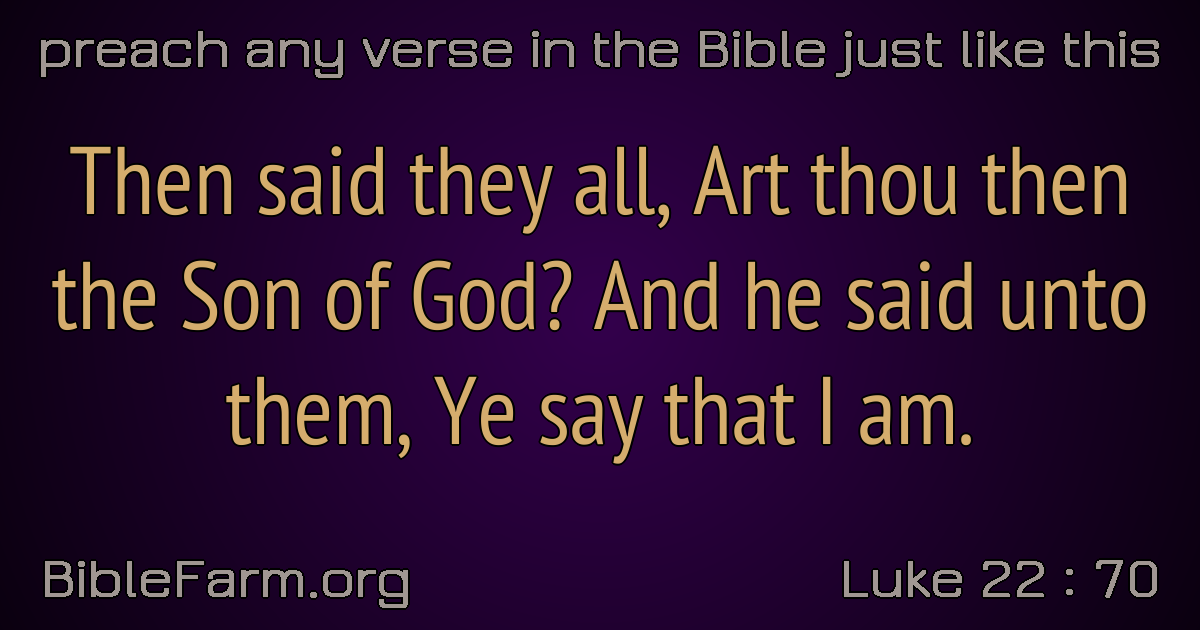 preach any verse in the Bible just like this
Then said they all, Art thou then
the Son of God? And he said unto
them, Ye say that I am.
BibleFarm.org
Luke 22 : 70